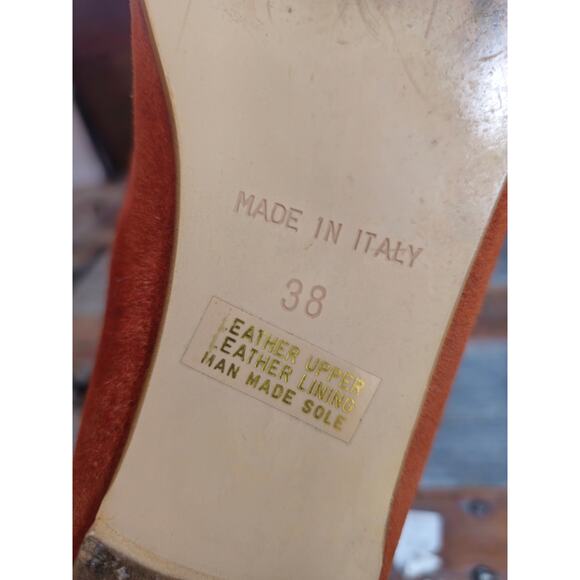 MADE IN ITALY
38
LEATHER UPPER
LEATHER LINING
MAN MADE SOLE